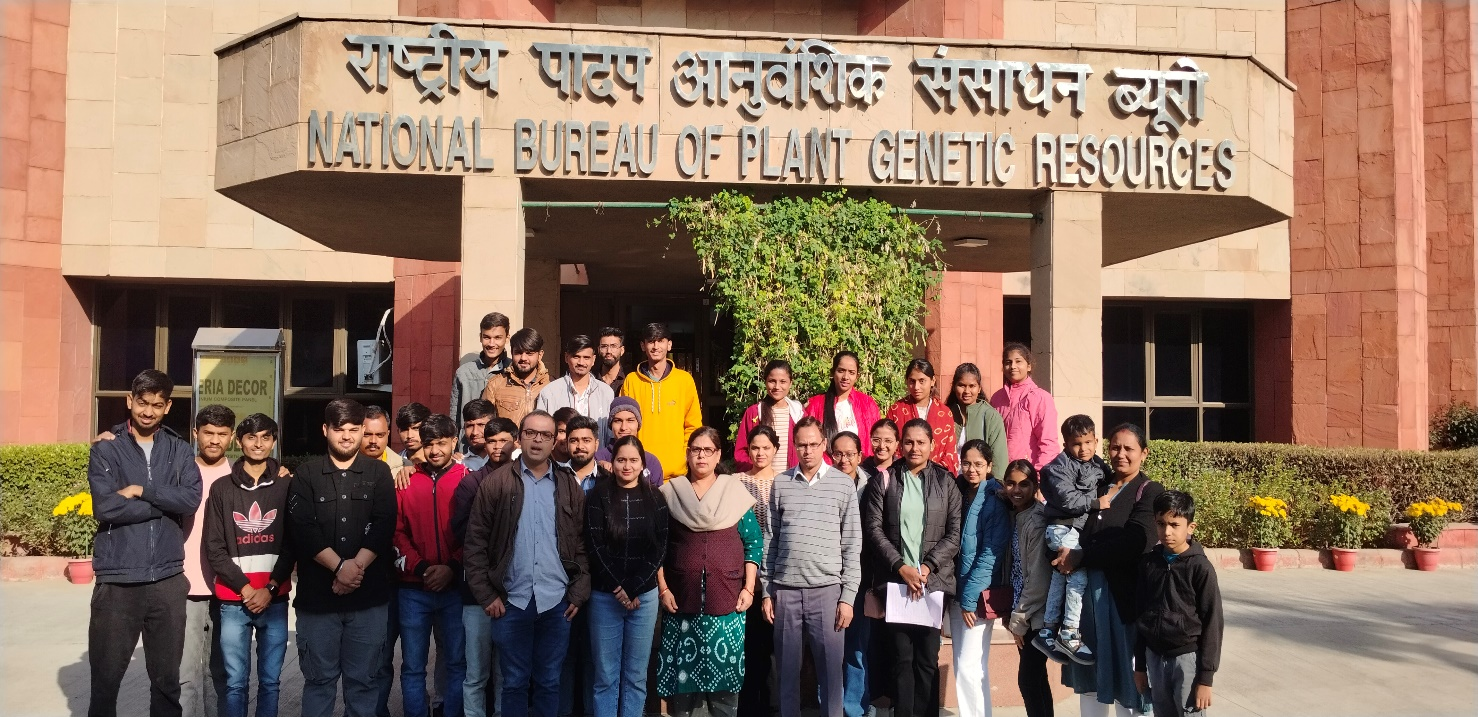 राष्ट्रीय पादप आनुवंशिक संसाधन ब्यूरो
NATIONAL BUREAU OF PLANT GENETIC RESOURCES
ERIA DECOR
adidas